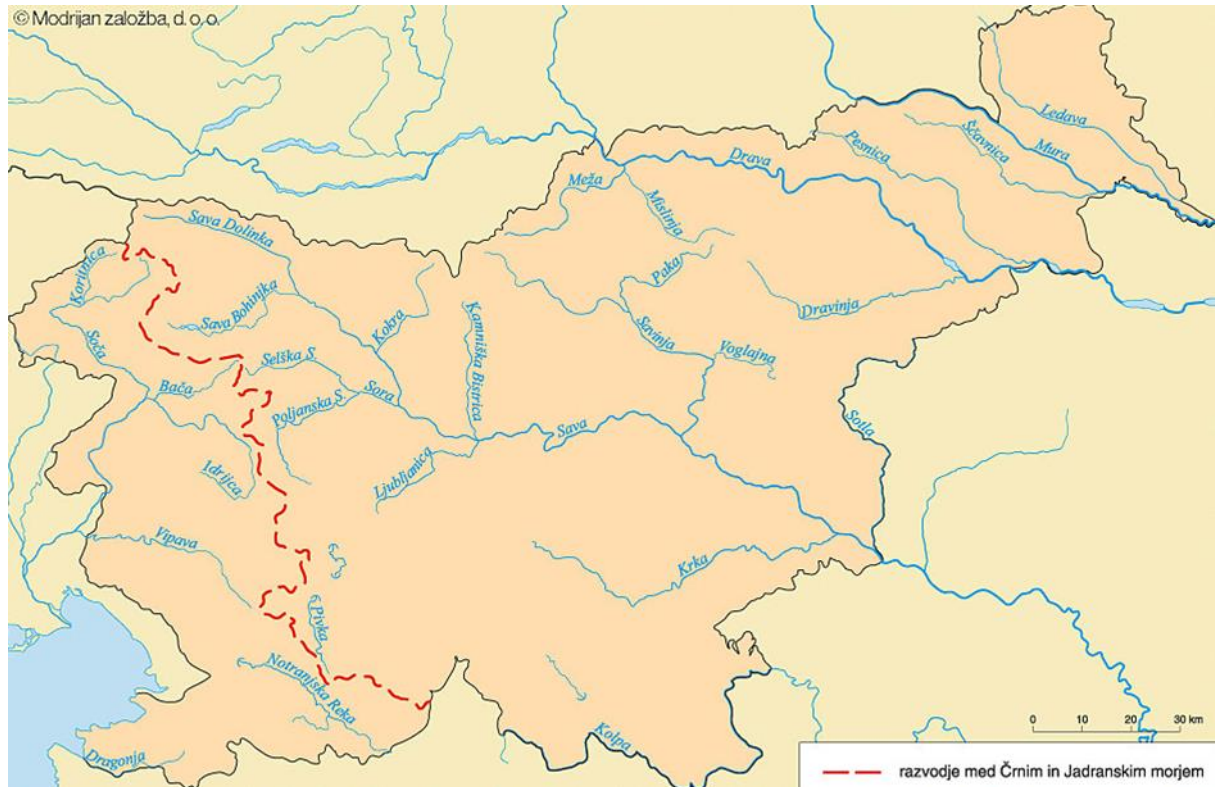 © Modrijan založba, d. o. o.
Ledava
Ščavnica
Mura
Pesnica
Drava
Meža
Mislinja
Sava Dolinka
Koritnica
Paka
Sava Bohinjka
Kokra
Kamniška Bistrica
Dravinja
Savinja
Voglajna
Soča
Selška S.
Bača
Sora
Poljanska S.
Sava
Sotla
Idrijca
Ljubljanica
Vipava
Krka
Pivka
Notranjska Reka
Kolpa
Dragonja
0 10 20 30 km
razvodje med Črnim in Jadranskim morjem